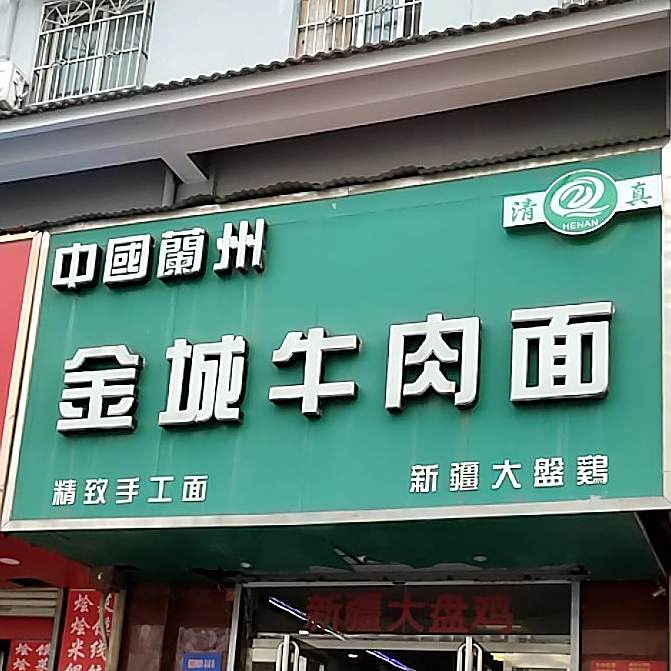 清 真
HENAN
中國蘭州
金城牛肉面
精致手工面
新疆大盤鷄
新疆大盘鸡